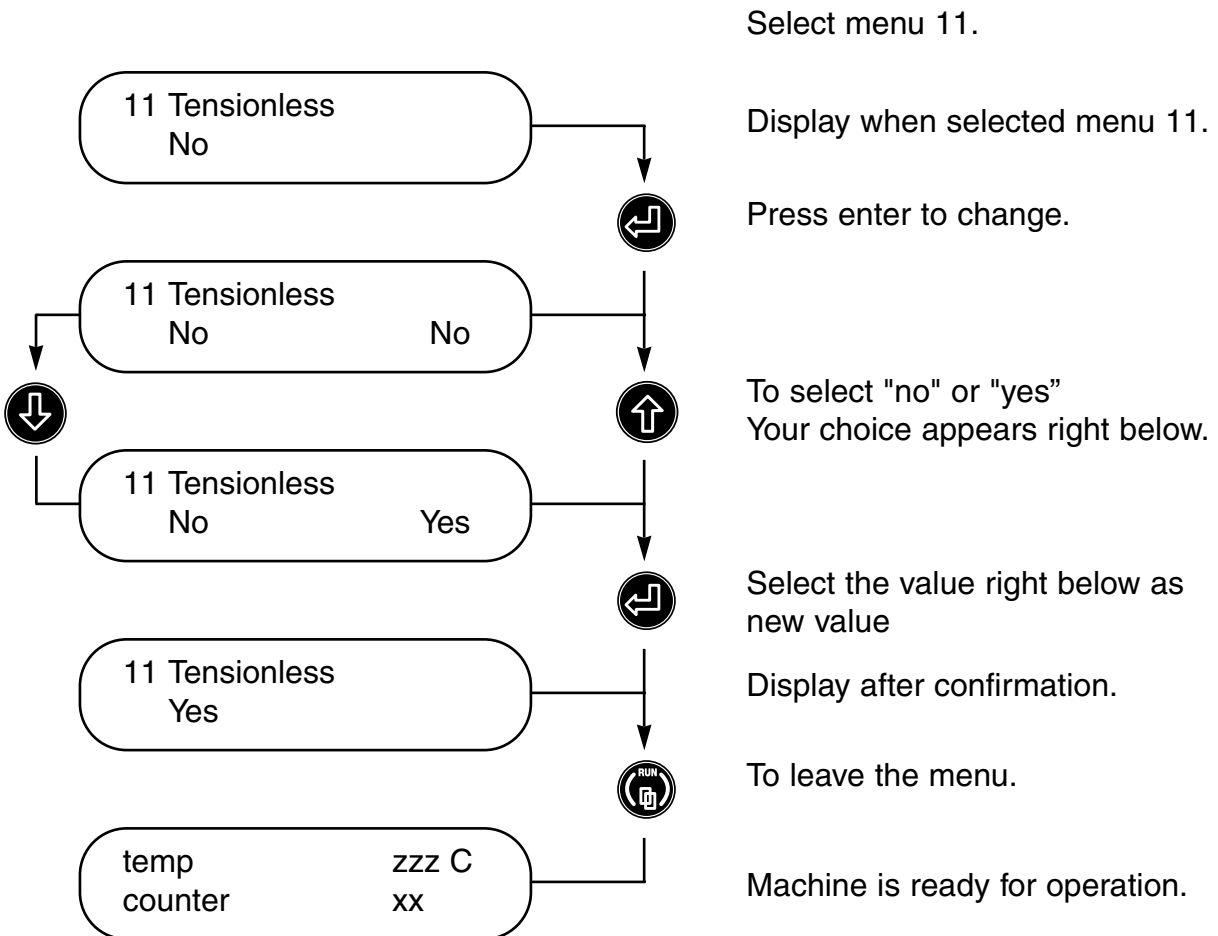 Select menu 11.
11 Tensionless
No
Display when selected menu 11.
Press enter to change.
11 Tensionless
No No
To select "no" or "yes”
Your choice appears right below.
11 Tensionless
No Yes
Select the value right below as
new value
11 Tensionless
Yes
Display after confirmation.
RUN
To leave the menu.
temp zzz C
counter xx
Machine is ready for operation.